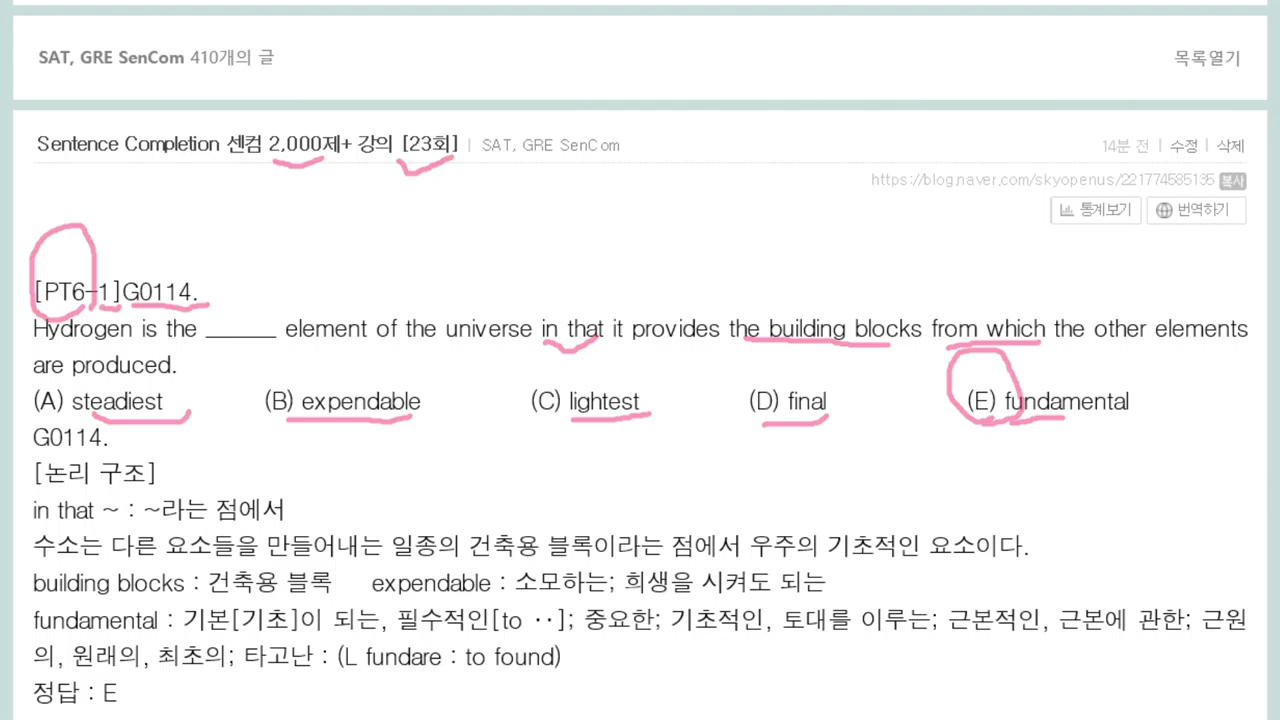 SAT, GRE SenCom 410개의 글
목록열기
Sentence Completion 센컴 2,000제+ 강의 [23회] | SAT, GRE SenCom
14분 전 | 수정 | 삭제
https://blog.naver.com/skyopenus/221774585135 복사
통계보기 번역하기
[PT6-1]G0114.
Hydrogen is the ______ element of the universe in that it provides the building blocks from which the other elements
are produced.
(A) steadiest (B) expendable (C) lightest (D) final (E) fundamental
G0114.
[논리 구조]
in that ~ : ~라는 점에서
수소는 다른 요소들을 만들어내는 일종의 건축용 블록이라는 점에서 우주의 기초적인 요소이다.
building blocks : 건축용 블록 expendable : 소모하는; 희생을 시켜도 되는
fundamental : 기본[기초]이 되는, 필수적인[to ‥]; 중요한; 기초적인, 토대를 이루는; 근본적인, 근본에 관한; 근원
의, 원래의, 최초의; 타고난 : (L fundare : to found)
정답 : E